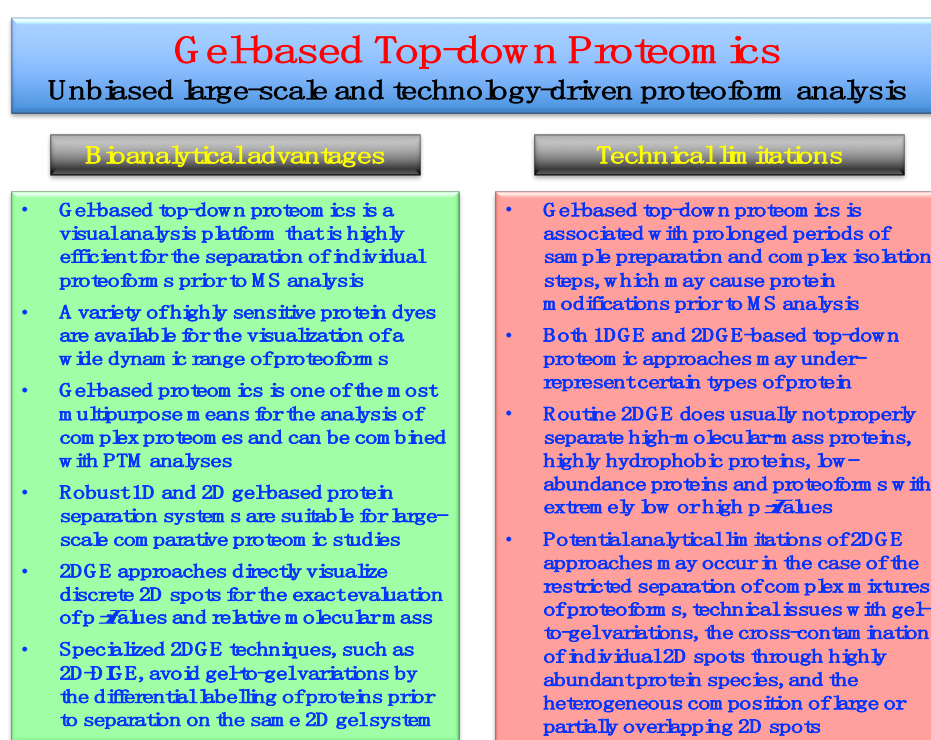 Gel-based Top-down Proteomics
Unbiased large-scale and technology-driven proteoform analysis
Bioanalytical advantages
• Gel-based top-down proteomics is a
visual analysis platform that is highly
efficient for the separation of individual
proteoforms prior to MS analysis
• A variety of highly sensitive protein dyes
are available for the visualization of a
wide dynamic range of proteoforms
• Gel-based proteomics is one of the most
multipurpose means for the analysis of
complex proteomes and can be combined
with PTM analyses
• Robust 1D and 2D gel-based protein
separation systems are suitable for large-
scale comparative proteomic studies
• 2DGE approaches directly visualize
discrete 2D spots for the exact evaluation
of pI-values and relative molecular mass
• Specialized 2DGE techniques, such as
2D-DIGE, avoid gel-to-gel variations by
the differential labelling of proteins prior
to separation on the same 2D gel system
Technical limitations
• Gel-based top-down proteomics is
associated with prolonged periods of
sample preparation and complex isolation
steps, which may cause protein
modifications prior to MS analysis
• Both 1DGE and 2DGE-based top-down
proteomic approaches may under-
represent certain types of protein
• Routine 2DGE does usually not properly
separate high-molecular-mass proteins,
highly hydrophobic proteins, low-
abundance proteins and proteoforms with
extremely low or high pI-values
• Potential analytical limitations of 2DGE
approaches may occur in the case of the
restricted separation of complex mixtures
of proteoforms, technical issues with gel-
to-gel variations, the cross-contamination
of individual 2D spots through highly
abundant protein species, and the
heterogeneous composition of large or
partially overlapping 2D spots